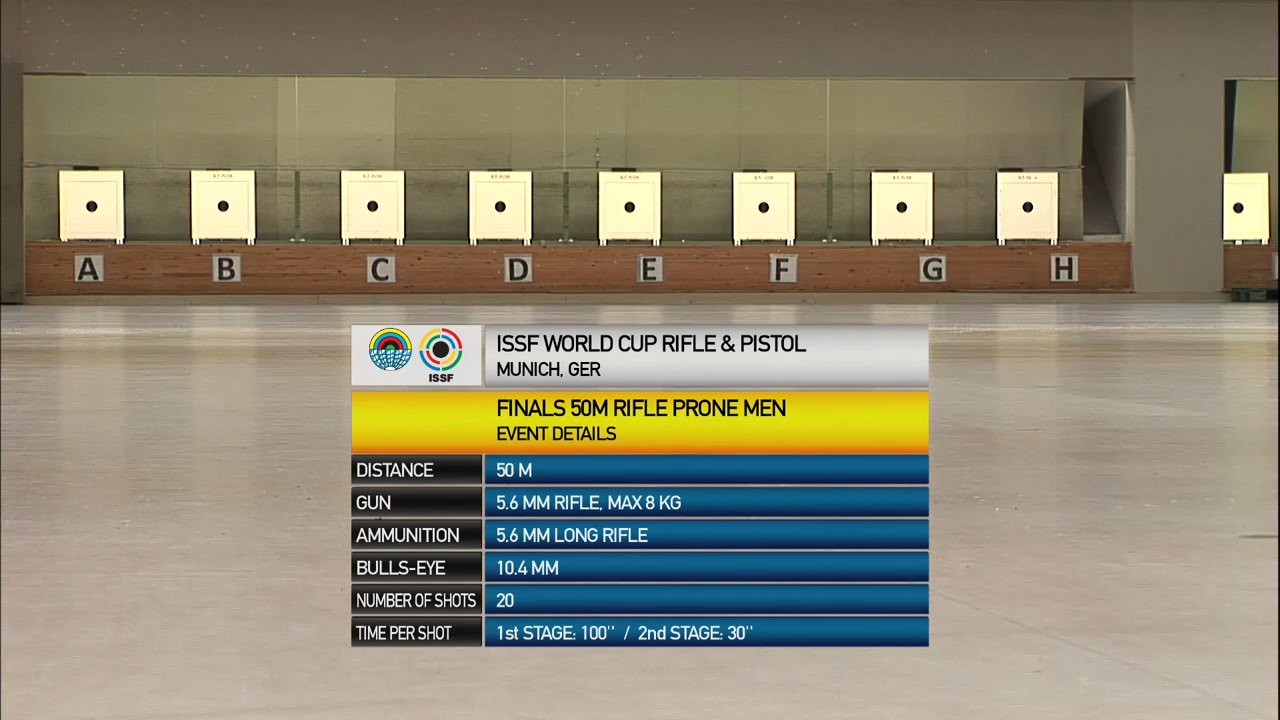 A B C D E F G H
ISSF
ISSF WORLD CUP RIFLE & PISTOL
MUNICH, GER
FINALS 50M RIFLE PRONE MEN
EVENT DETAILS
DISTANCE 50 M
GUN 5.6 MM RIFLE, MAX 8 KG
AMMUNITION 5.6 MM LONG RIFLE
BULLS-EYE 10.4 MM
NUMBER OF SHOTS 20
TIME PER SHOT 1st STAGE: 100'' / 2nd STAGE: 30''